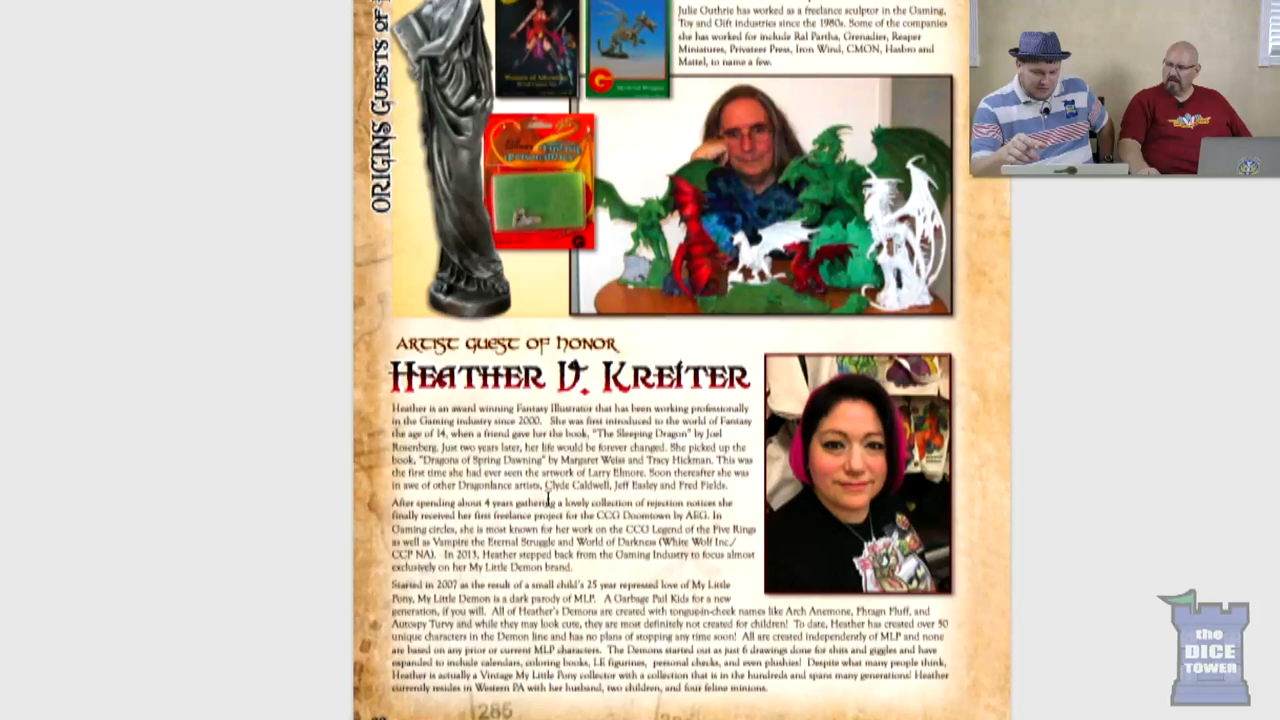 ORIGINS GUESTS OF
Julie Guthrie has worked as a freelance sculptor in the Gaming,
Toy and Gift industries since the 1980s. Some of the companies
she has worked for include Ral Partha, Grenadier, Reaper
Miniatures, Privateer Press, Iron Wind, CMON, Hasbro and
Mattel, to name a few.
ARTIST GUEST OF HONOR
HEATHER V. KREITER
Heather is an award winning Fantasy Illustrator that has been working professionally
in the Gaming industry since 2000. She was first introduced to the world of Fantasy
the age of 14, when a friend gave her the book, "The Sleeping Dragon" by Joel
Rosenberg. Just two years later, her life would be forever changed. She picked up the
book, "Dragons of Spring Dawning" by Margaret Weiss and Tracy Hickman. This was
the first time she had ever seen the artwork of Larry Elmore. Soon thereafter she was
in awe of other Dragonlance artists, Clyde Caldwell, Jeff Easley and Fred Fields.
After spending about 4 years gathering a lovely collection of rejection notices she
finally received her first freelance project for the CCG Doomtown by AEG. In
Gaming circles, she is most known for her work on the CCG Legend of the Five Rings
as well as Vampire the Eternal Struggle and World of Darkness (White Wolf Inc./
CCP NA). In 2013, Heather stepped back from the Gaming Industry to focus almost
exclusively on her My Little Demon brand.
Started in 2007 as the result of a small child's 25 year repressed love of My Little
Pony, My Little Demon is a dark parody of MLP. A Garbage Pail Kids for a new
generation, if you will. All of Heather's Demons are created with tongue-in-cheek names like Arch Anemone, Phragn Fluff, and
Autospy Turvy and while they may look cute, they are most definitely not created for children! To date, Heather has created over 50
unique characters in the Demon line and has no plans of stopping any time soon! All are created independently of MLP and none
are based on any prior or current MLP characters. The Demons started out as just 6 drawings done for shits and giggles and have
expanded to include calendars, coloring books, LE figurines, personal checks, and even plushies! Despite what many people think,
Heather is actually a Vintage My Little Pony collector with a collection that is in the hundreds and spans many generations! Heather
currently resides in Western PA with her husband, two children, and four feline minions.
285
the
DICE
TOWER